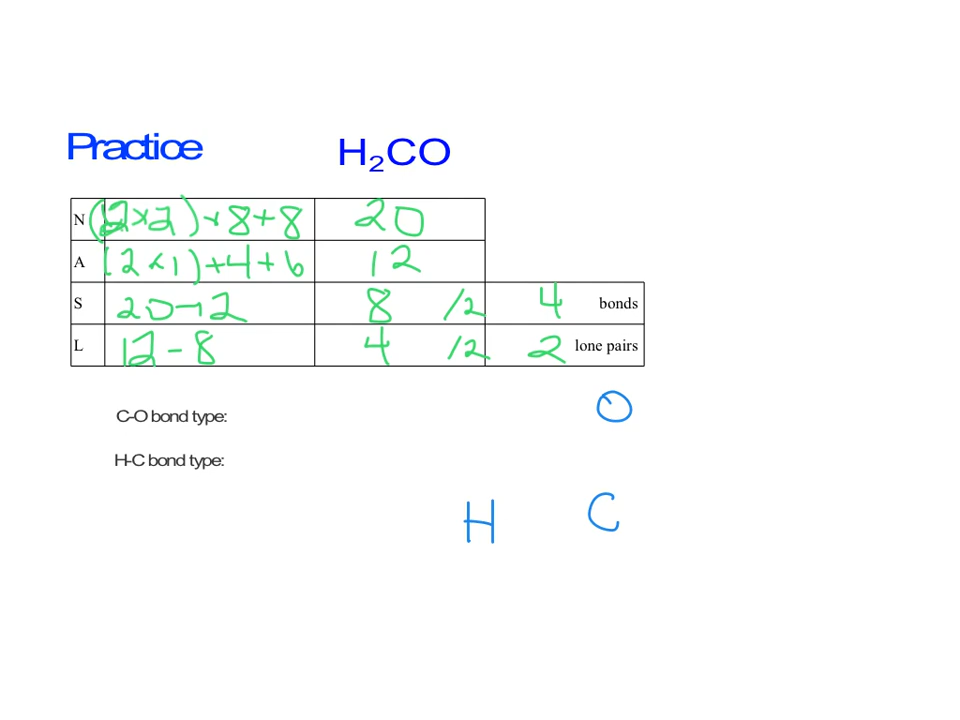 Practice H₂CO
N (2×2)+8+8 20
A (2×1)+4+6 12
S 20-12 8 /2 4 bonds
L 12-8 4 /2 2 lone pairs
C-O bond type: O
H-C bond type:
H C